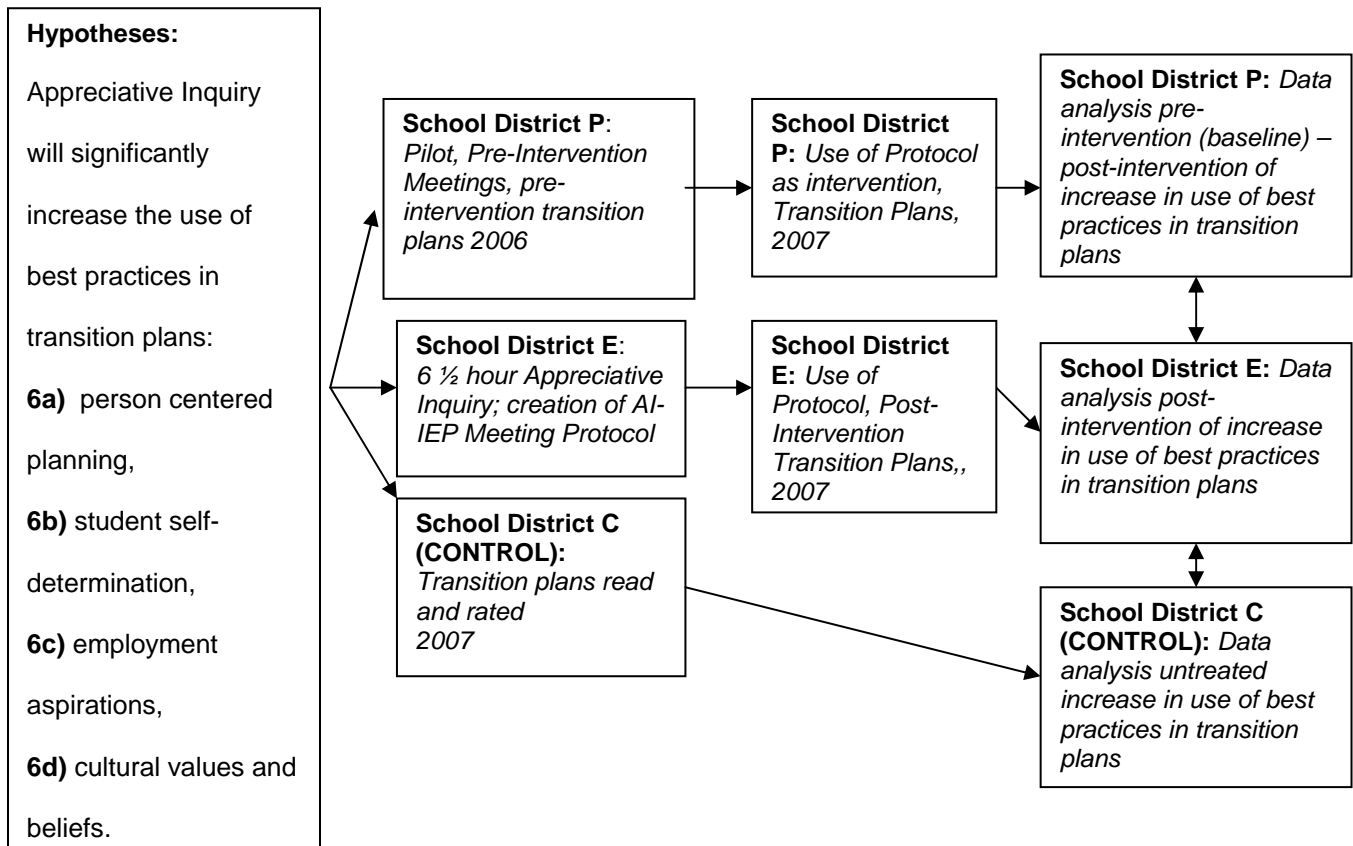 Hypotheses:
Appreciative Inquiry
will significantly
increase the use of
best practices in
transition plans:
6a) person centered
planning,
6b) student self-
determination,
6c) employment
aspirations,
6d) cultural values and
beliefs.
School District P:
Pilot, Pre-Intervention
Meetings, pre-
intervention transition
plans 2006
School District
P: Use of Protocol
as intervention,
Transition Plans,
2007
School District P: Data
analysis pre-
intervention (baseline) –
post-intervention of
increase in use of best
practices in transition
plans
School District E:
6 ½ hour Appreciative
Inquiry; creation of AI-
IEP Meeting Protocol
School District
E: Use of
Protocol, Post-
Intervention
Transition Plans,,
2007
School District E: Data
analysis post-
intervention of increase
in use of best practices
in transition plans
School District C
(CONTROL):
Transition plans read
and rated
2007
School District C
(CONTROL): Data
analysis untreated
increase in use of best
practices in transition
plans